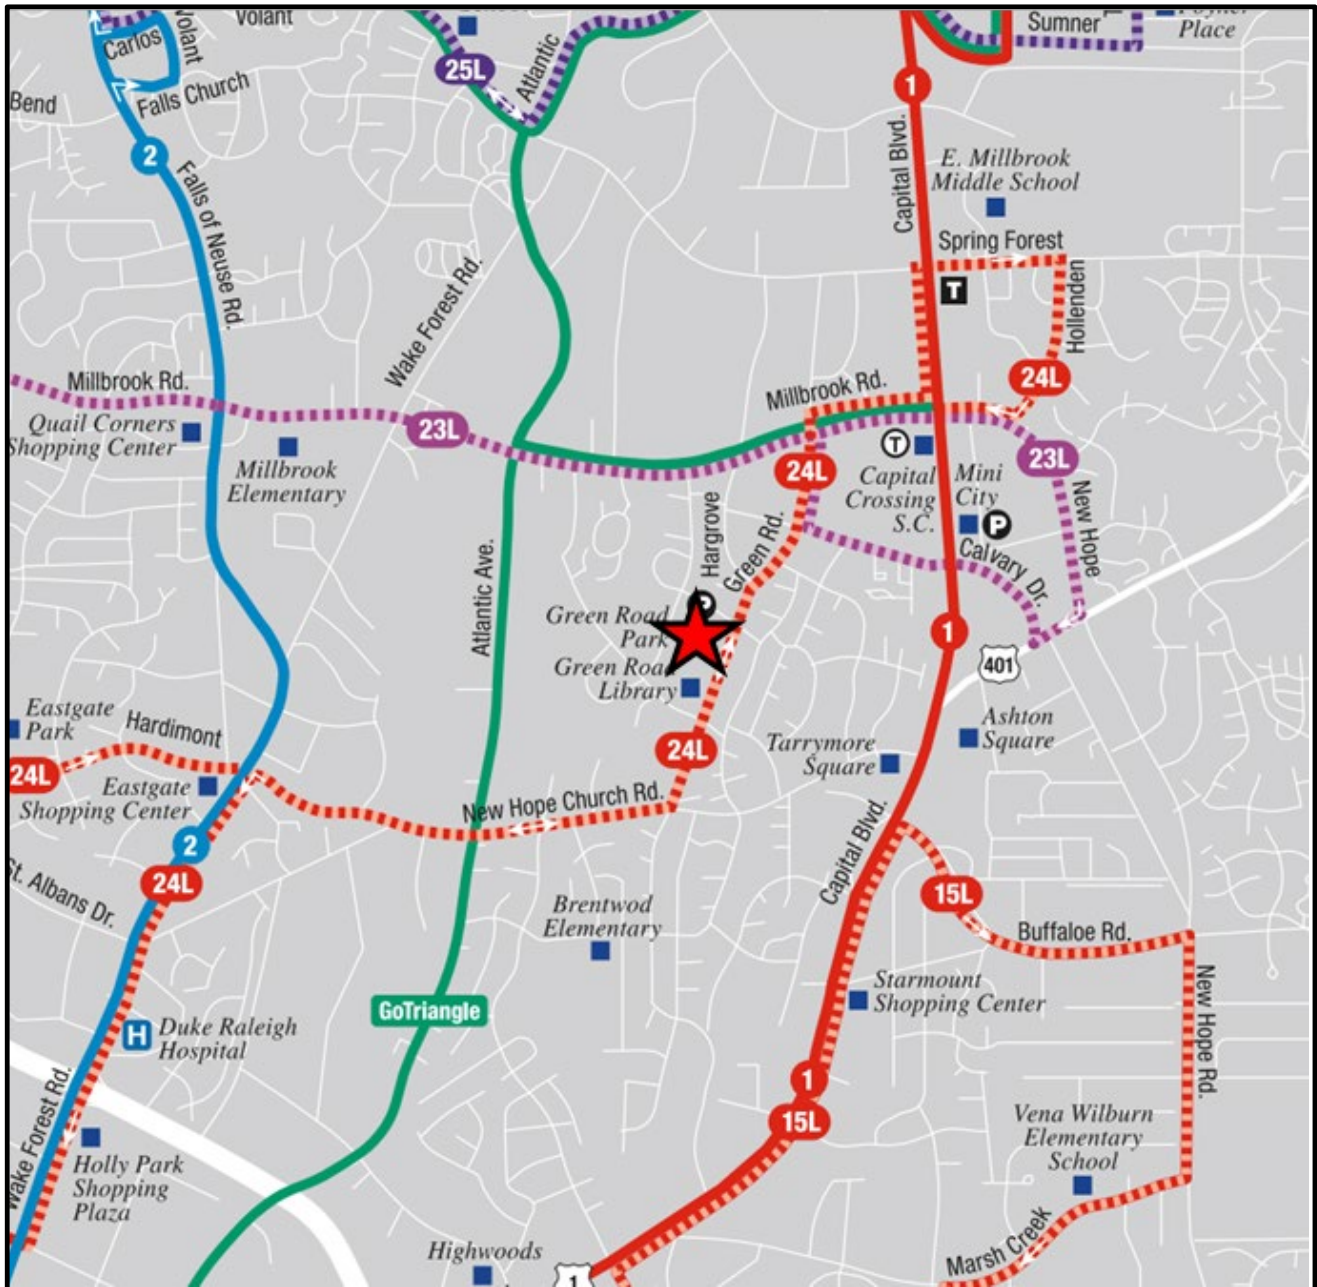 Volant
Sumner
Place
Carlos
Volant
25L
Atlantic
1
Falls Church
Bend
2
Capital Blvd.
E. Millbrook
Middle School
Falls of Neuse Rd.
Spring Forest
Wake Forest Rd.
T
Hollenden
24L
Millbrook Rd.
Millbrook Rd.
Quail Corners
Shopping Center
23L
T
24L
23L
Millbrook
Elementary
Capital
Crossing
S.C.
Mini
City
P
New Hope
Hargrove
Green Rd.
Calvary Dr.
Atlantic Ave.
Green Road
Park
1
401
Green Road
Library
Eastgate
Park
Hardimont
24L
Ashton
Square
Tarrymore
Square
24L
Eastgate
Shopping Center
New Hope Church Rd.
2
Capital Blvd.
St. Albans Dr.
24L
15L
Brentwod
Elementary
Buffaloe Rd.
Starmount
Shopping Center
New Hope Rd.
GoTriangle
H
Duke Raleigh
Hospital
1
15L
Wake Forest Rd.
Vena Wilburn
Elementary
School
Holly Park
Shopping
Plaza
Marsh Creek
Highwoods
1